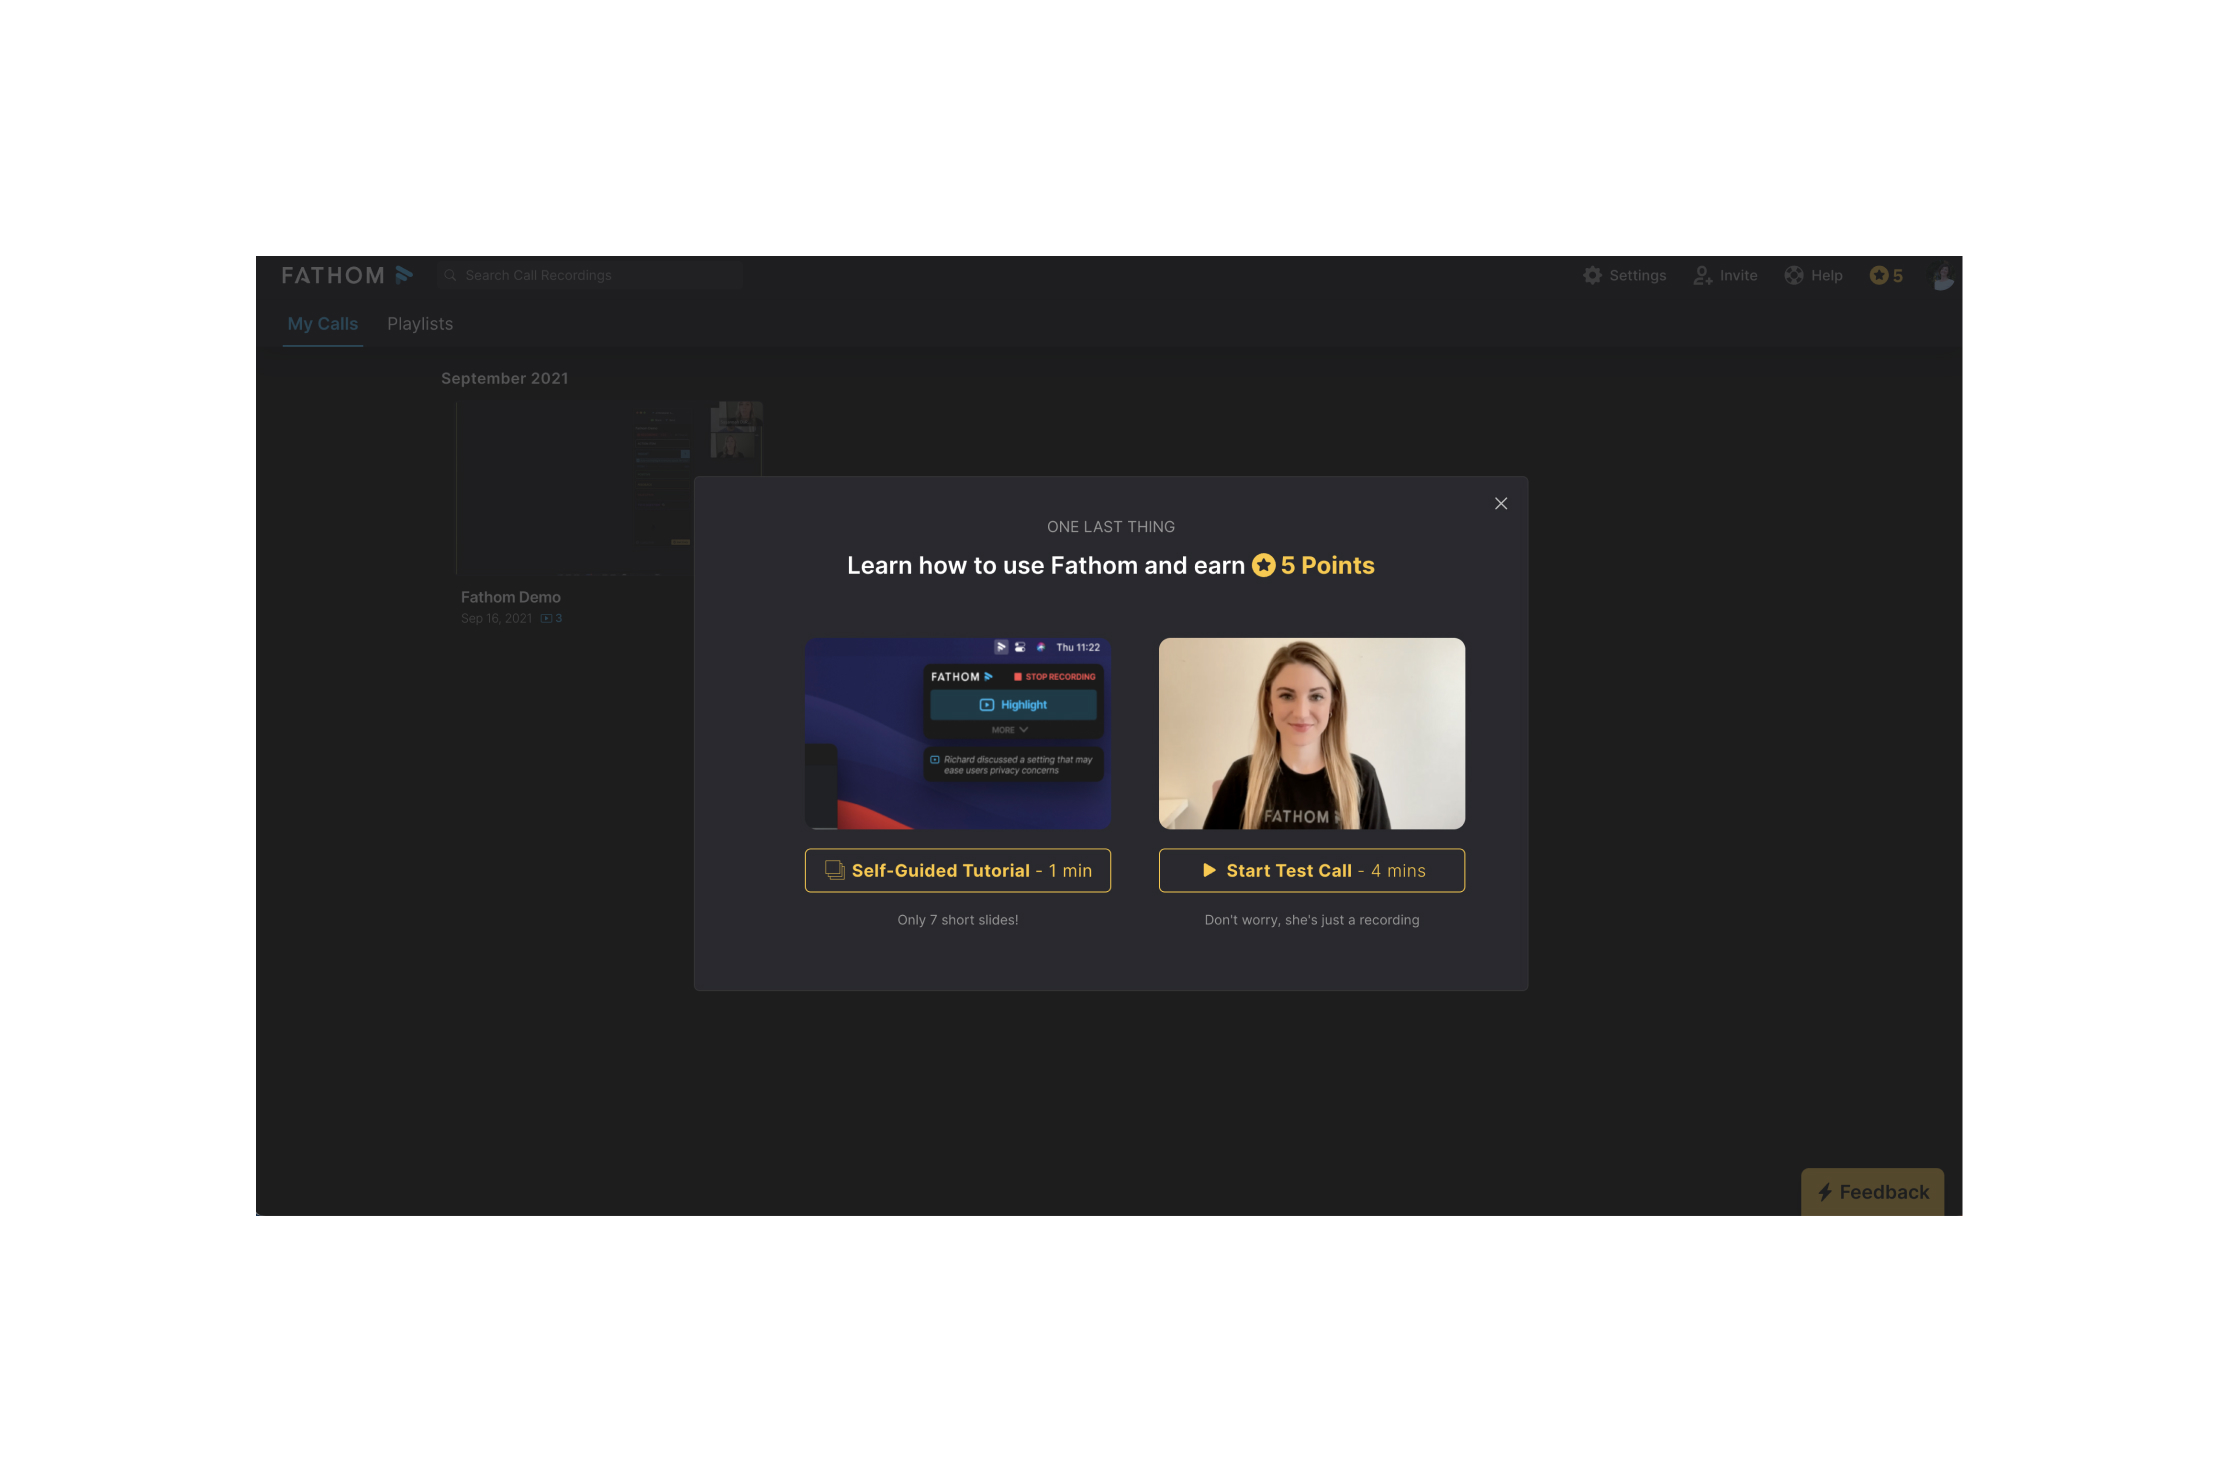 FATHOM
Search Call Recordings
Settings
Invite
Help
5
My Calls
Playlists
September 2021
Fathom Demo
Sep 16, 2021 3
ONE LAST THING
Learn how to use Fathom and earn 5 Points
Thu 11:22
FATHOM
STOP RECORDING
Highlight
MORE
Richard discussed a setting that may
ease users privacy concerns
Self-Guided Tutorial - 1 min
Only 7 short slides!
FATHOM
Start Test Call - 4 mins
Don't worry, she's just a recording
Feedback